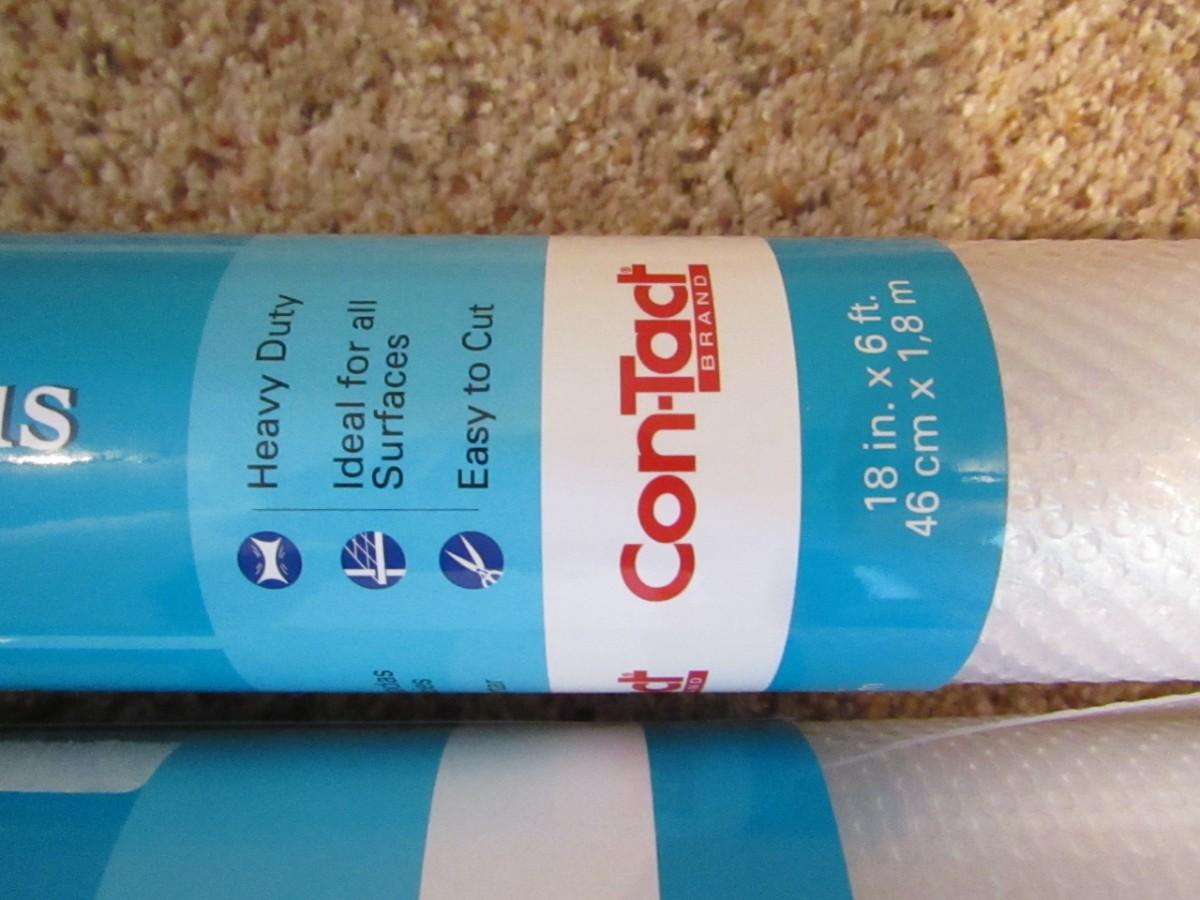 Heavy Duty
Ideal for all
Surfaces
Easy to Cut
Con-Tact®
BRAND
18 in. x 6 ft.
46 cm x 1,8 m